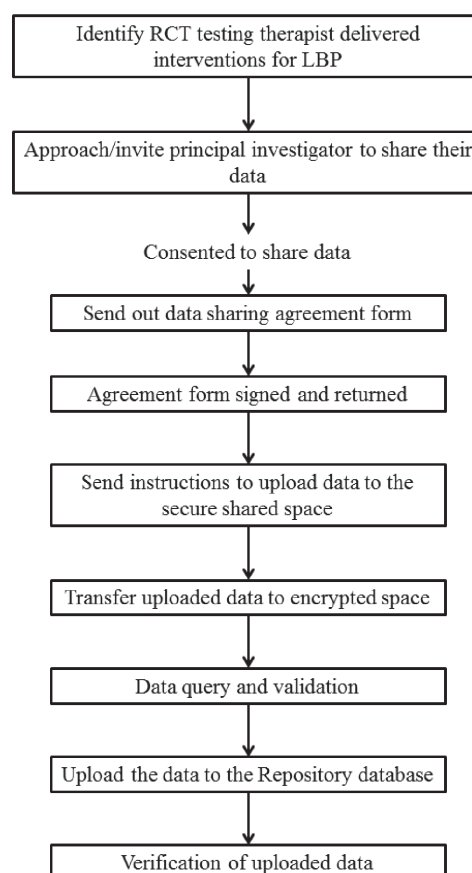 Identify RCT testing therapist delivered
interventions for LBP
Approach/invite principal investigator to share their
data
Consented to share data
Send out data sharing agreement form
Agreement form signed and returned
Send instructions to upload data to the
secure shared space
Transfer uploaded data to encrypted space
Data query and validation
Upload the data to the Repository database
Verification of uploaded data